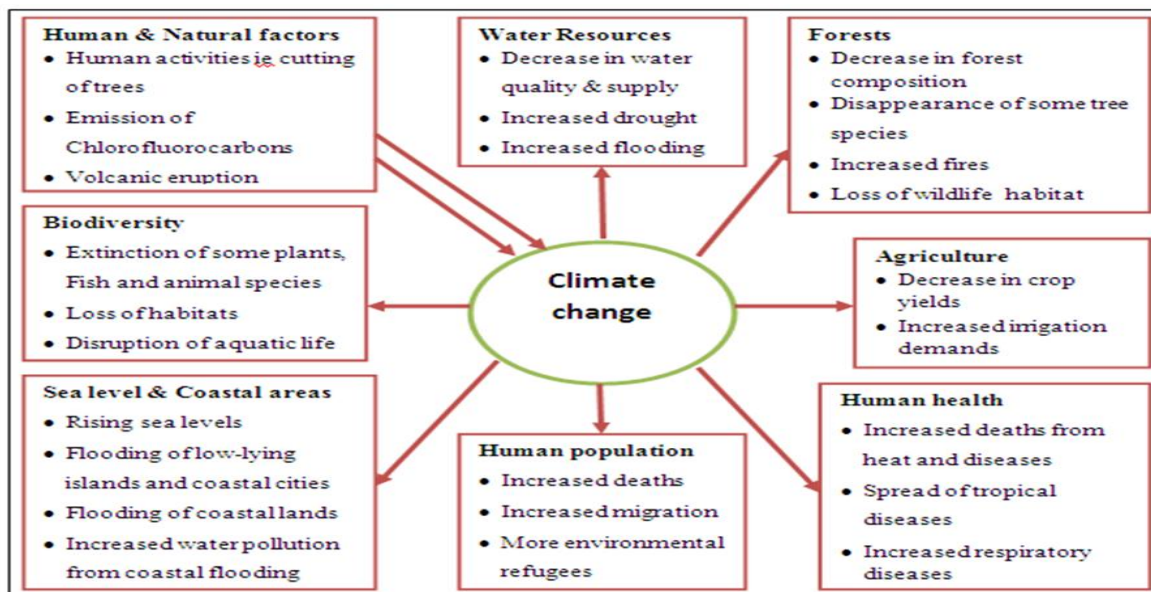 Human & Natural factors
• Human activities ie cutting
of trees
• Emission of
Chlorofluorocarbons
• Volcanic eruption
Water Resources
• Decrease in water
quality & supply
• Increased drought
• Increased flooding
Forests
• Decrease in forest
composition
• Disappearance of some tree
species
• Increased fires
• Loss of wildlife habitat
Biodiversity
• Extinction of some plants,
Fish and animal species
• Loss of habitats
• Disruption of aquatic life
Climate
change
Agriculture
• Decrease in crop
yields
• Increased irrigation
demands
Sea level & Coastal areas
• Rising sea levels
• Flooding of low-lying
islands and coastal cities
• Flooding of coastal lands
• Increased water pollution
from coastal flooding
Human population
• Increased deaths
• Increased migration
• More environmental
refugees
Human health
• Increased deaths from
heat and diseases
• Spread of tropical
diseases
• Increased respiratory
diseases